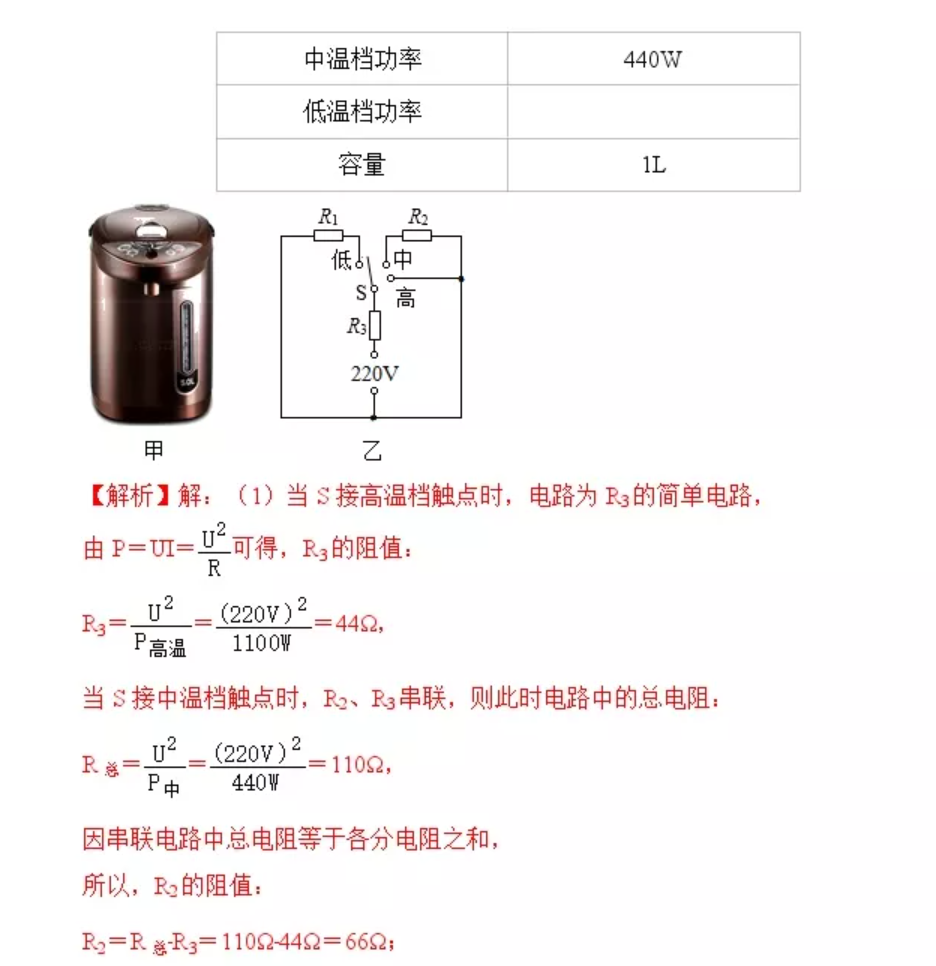 中温档功率 440W
低温档功率
容量 1L
R₁ R₂
低 中
S 高
R₃
220V
5.0L
甲 乙
【解析】解：（1）当 S 接高温档触点时，电路为 R₃的简单电路，
由 P＝UI＝U²/R可得，R₃的阻值：
R₃＝U²/P高温＝(220V)²/1100W＝44Ω，
当 S 接中温档触点时，R₂、R₃串联，则此时电路中的总电阻：
R 总＝U²/P中＝(220V)²/440W＝110Ω，
因串联电路中总电阻等于各分电阻之和，
所以，R₂的阻值：
R₂＝R 总-R₃＝110Ω-44Ω＝66Ω；